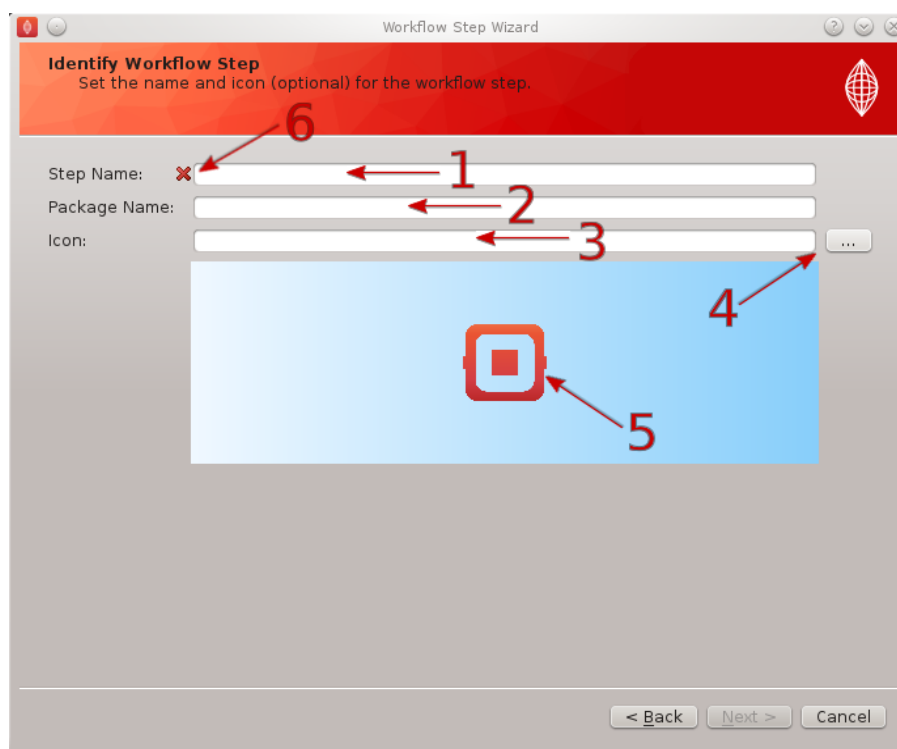 Workflow Step Wizard
Identify Workflow Step
Set the name and icon (optional) for the workflow step.
6
Step Name:
1
Package Name:
2
Icon:
3
...
4
5
< Back
Next >
Cancel